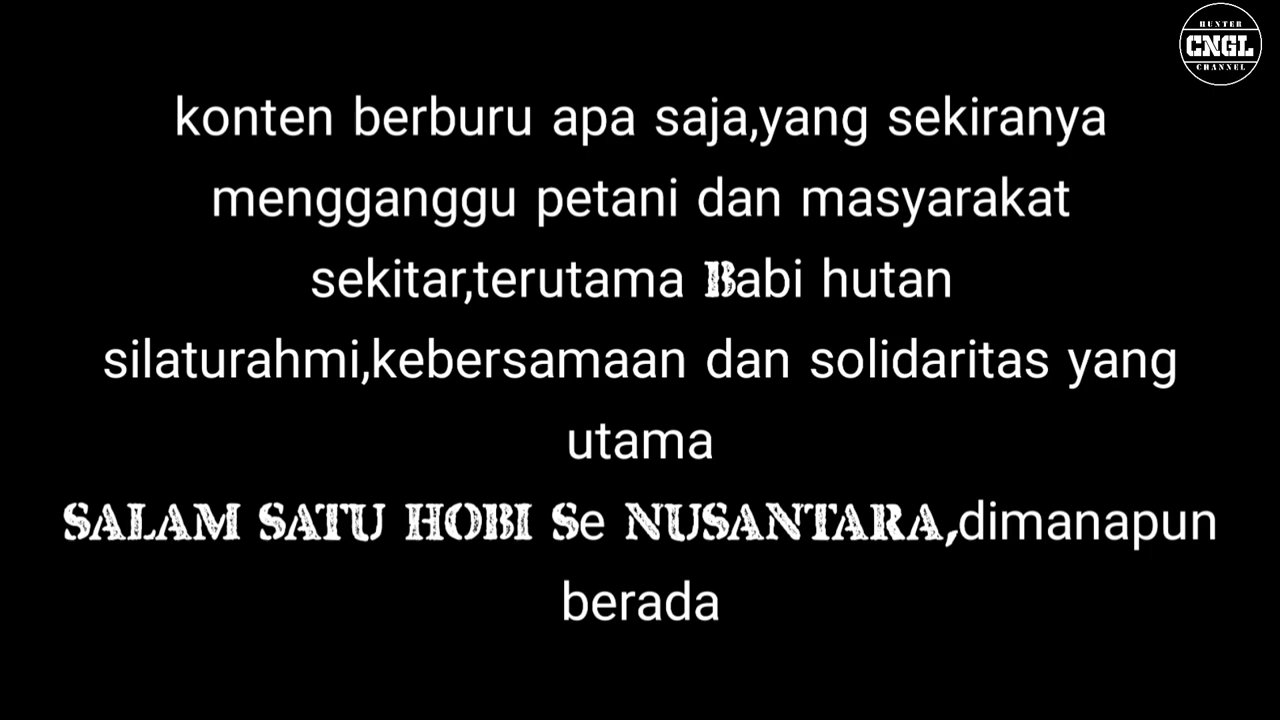 HUNTER
CNGL
CHANNEL
konten berburu apa saja,yang sekiranya
mengganggu petani dan masyarakat
sekitar,terutama Babi hutan
silaturahmi,kebersamaan dan solidaritas yang
utama
SALAM SATU HOBI Se NUSANTARA,dimanapun
berada